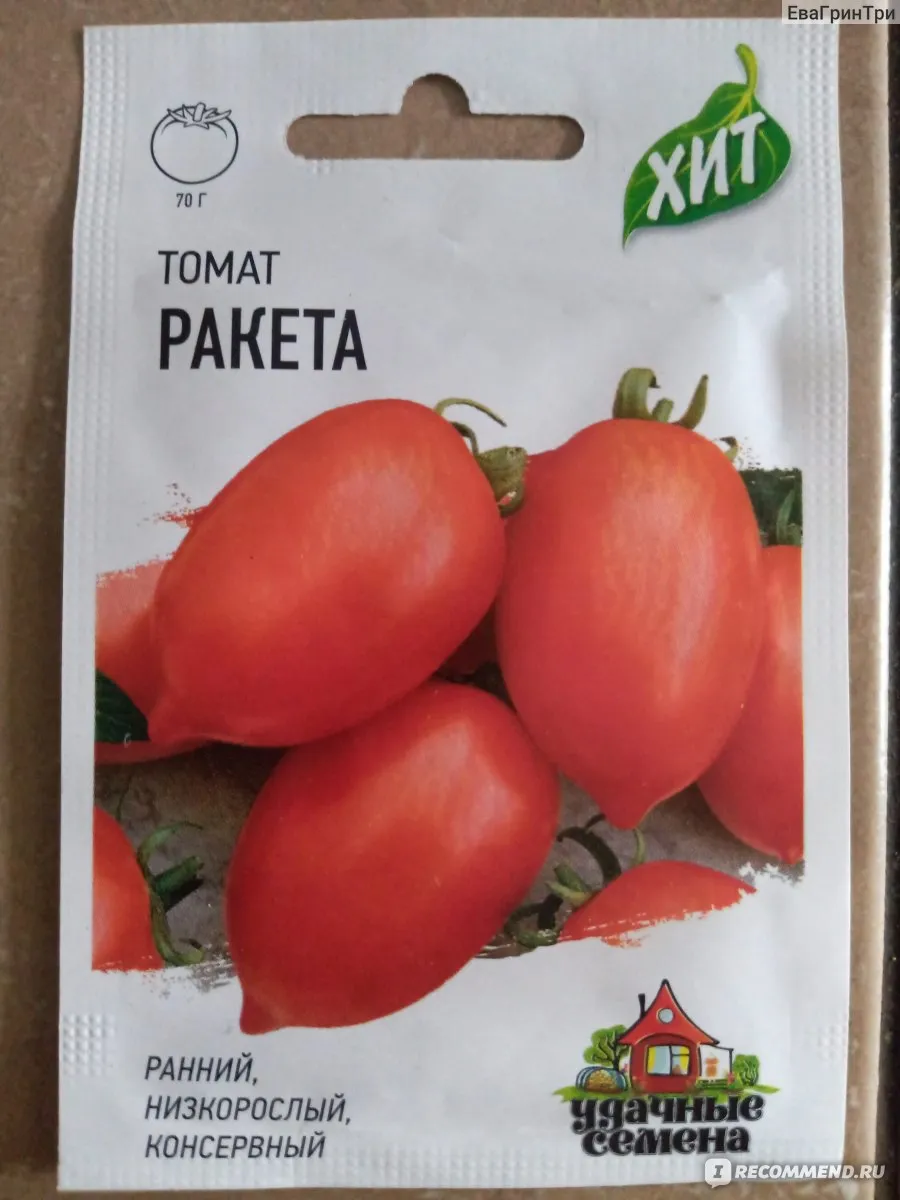 ЕваГринТри
ХИТ
70 Г
ТОМАТ
РАКЕТА
РАННИЙ,
НИЗКОРОСЛЫЙ,
КОНСЕРВНЫЙ
удачные
семена
I RECOMMEND.RU